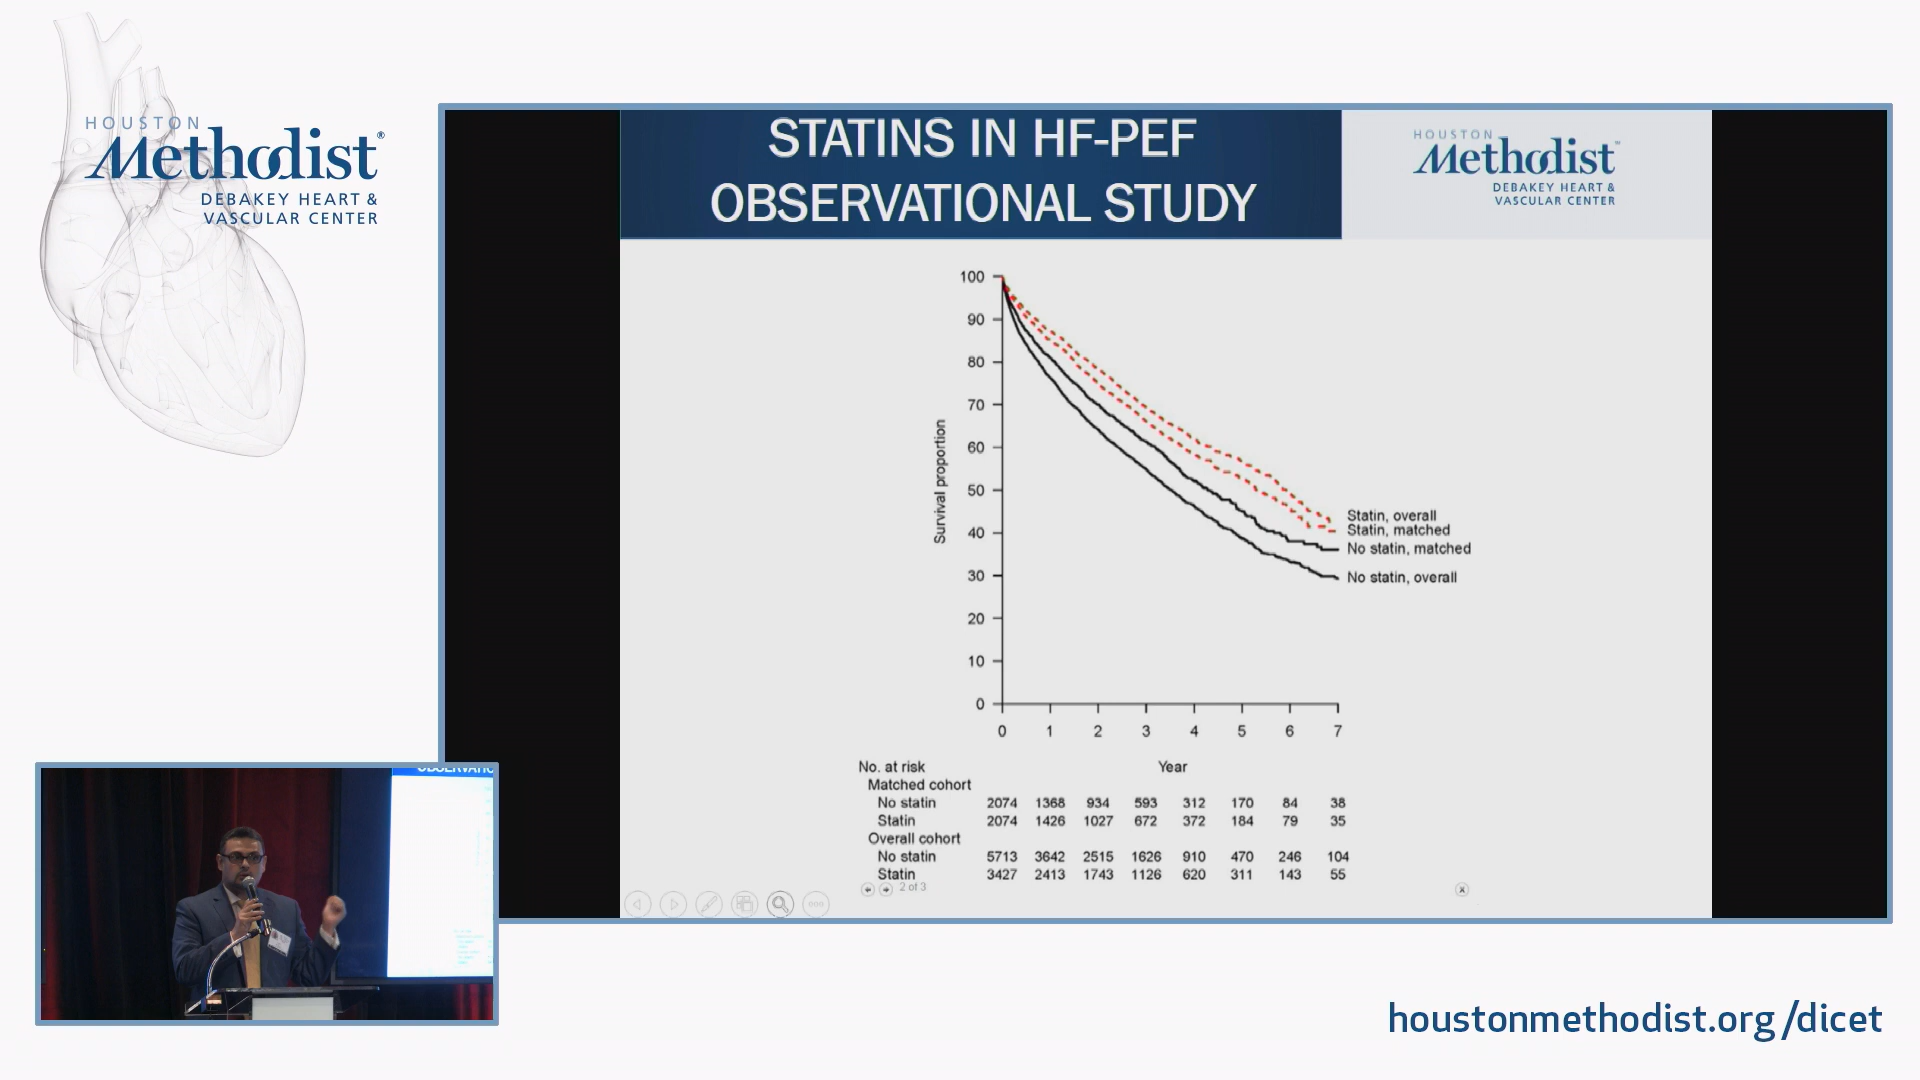 HOUSTON
Methodist®
DEBAKEY HEART &
VASCULAR CENTER
STATINS IN HF-PEF
OBSERVATIONAL STUDY
HOUSTON
Methodist
DEBAKEY HEART &
VASCULAR CENTER
100
90
80
70
60
50
40
30
20
10
0
Survival proportion
Statin, overall
Statin, matched
No statin, matched
No statin, overall
0 1 2 3 4 5 6 7
No. at risk Year
Matched cohort
No statin 2074 1368 934 593 312 170 84 38
Statin 2074 1426 1027 672 372 184 79 35
Overall cohort
No statin 5713 3642 2515 1626 910 470 246 104
Statin 3427 2413 1743 1126 620 311 143 55
2 of 3
houstonmethodist.org/dicet